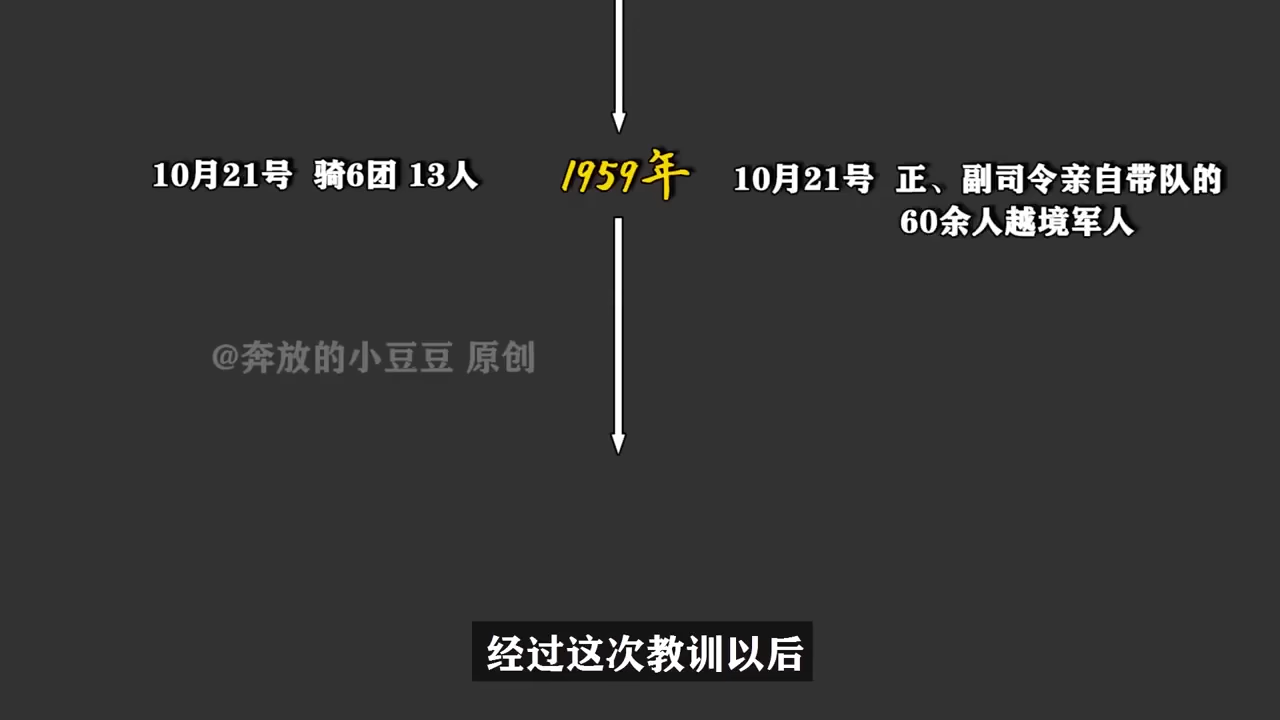 10月21号 骑6团 13人
1959年
10月21号 正、副司令亲自带队的
60余人越境军人
@奔放的小豆豆 原创
经过这次教训以后